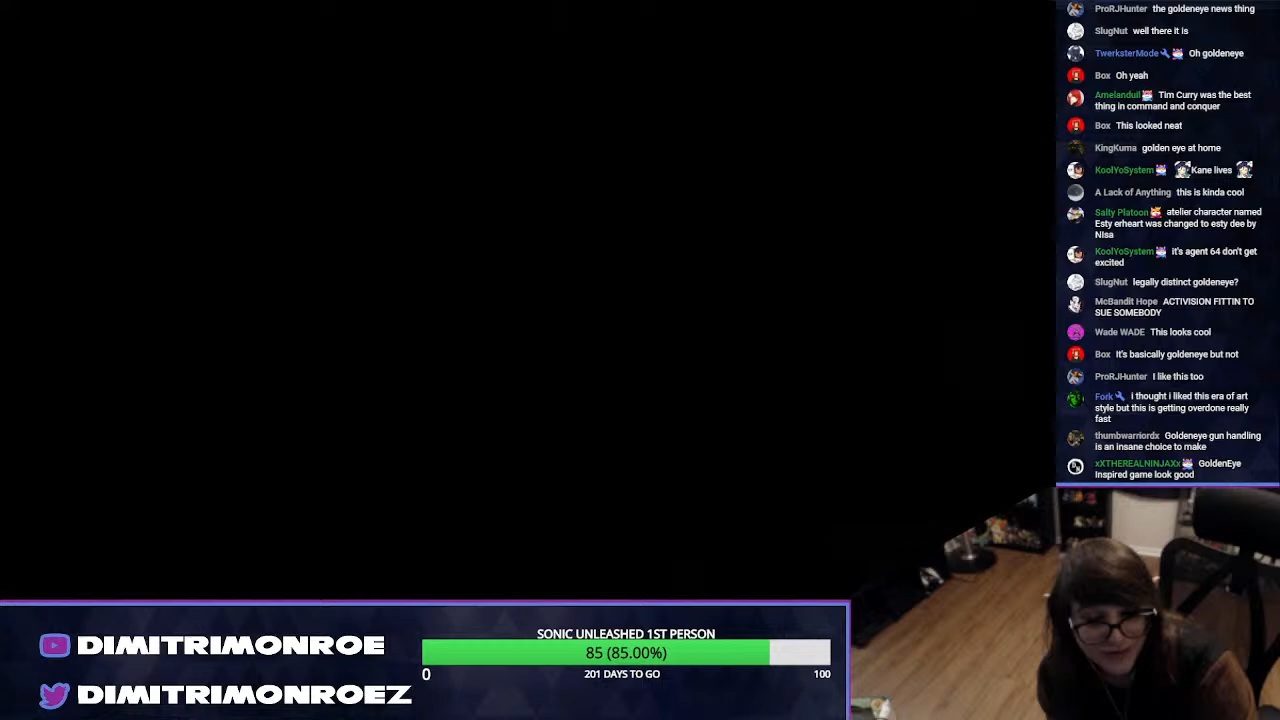 ProRJHunter the goldeneye news thing
SlugNut well there it is
TwerksterMode Oh goldeneye
Box Oh yeah
Amelanduil Tim Curry was the best
thing in command and conquer
Box This looked neat
KingKuma golden eye at home
KoolYoSystem Kane lives
A Lack of Anything this is kinda cool
Salty Platoon atelier character named
Esty erheart was changed to esty dee by
NIsa
KoolYoSystem it's agent 64 don't get
excited
SlugNut legally distinct goldeneye?
McBandit Hope ACTIVISION FITTIN TO
SUE SOMEBODY
Wade WADE This looks cool
Box It's basically goldeneye but not
ProRJHunter I like this too
Fork i thought i liked this era of art
style but this is getting overdone really
fast
thumbwarriordx Goldeneye gun handling
is an insane choice to make
xXTHEREALNINJAXx GoldenEye
Inspired game look good
DIMITRIMONROE
DIMITRIMONROEZ
SONIC UNLEASHED 1ST PERSON
85 (85.00%)
0 201 DAYS TO GO 100